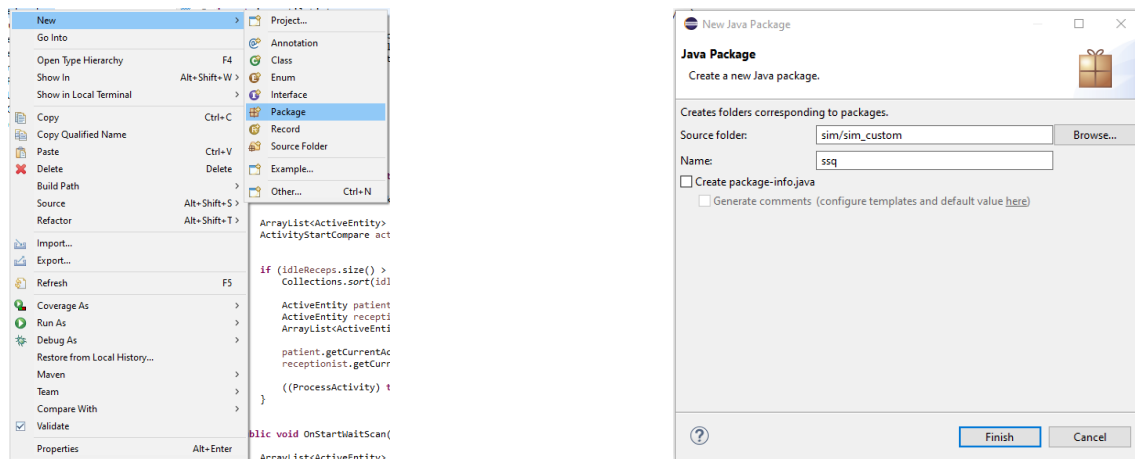 New >
Go Into
Open Type Hierarchy F4
Show In Alt+Shift+W >
Show in Local Terminal >
Copy Ctrl+C
Copy Qualified Name
Paste Ctrl+V
Delete Delete
Build Path >
Source Alt+Shift+S >
Refactor Alt+Shift+T >
Import...
Export...
Refresh F5
Coverage As >
Run As >
Debug As >
Restore from Local History...
Maven >
Team >
Compare With >
Validate
Properties Alt+Enter
Project...
Annotation
Class
Enum
Interface
Package
Record
Source Folder
Example...
Other... Ctrl+N
ArrayList<ActiveEntity>
ActivityStartCompare act
if (idleReceps.size() >
Collections.sort(idl
ActiveEntity patient
ActiveEntity recepti
ArrayList<ActiveEnti
patient.getCurrentAc
receptionist.getCurr
((ProcessActivity) t
}
blic void OnStartWaitScan(
ArrayList<ActiveEntity>
New Java Package
Java Package
Create a new Java package.
Creates folders corresponding to packages.
Source folder: sim/sim_custom Browse...
Name: ssq
Create package-info.java
Generate comments (configure templates and default value here)
Finish Cancel